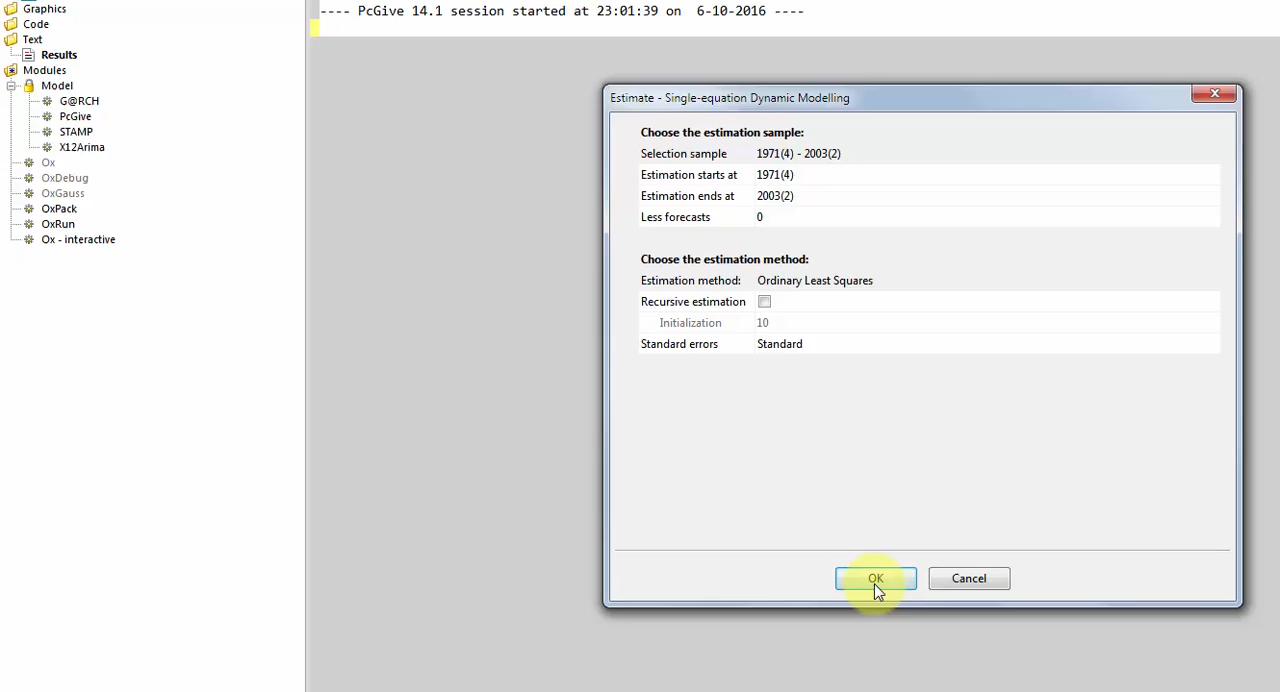 Graphics
Code
Text
Results
Modules
Model
G@RCH
PcGive
STAMP
X12Arima
Ox
OxDebug
OxGauss
OxPack
OxRun
Ox - interactive
---- PcGive 14.1 session started at 23:01:39 on  6-10-2016 ----
Estimate - Single-equation Dynamic Modelling
Choose the estimation sample:
Selection sample 1971(4) - 2003(2)
Estimation starts at 1971(4)
Estimation ends at 2003(2)
Less forecasts 0
Choose the estimation method:
Estimation method: Ordinary Least Squares
Recursive estimation
Initialization 10
Standard errors Standard
OK Cancel